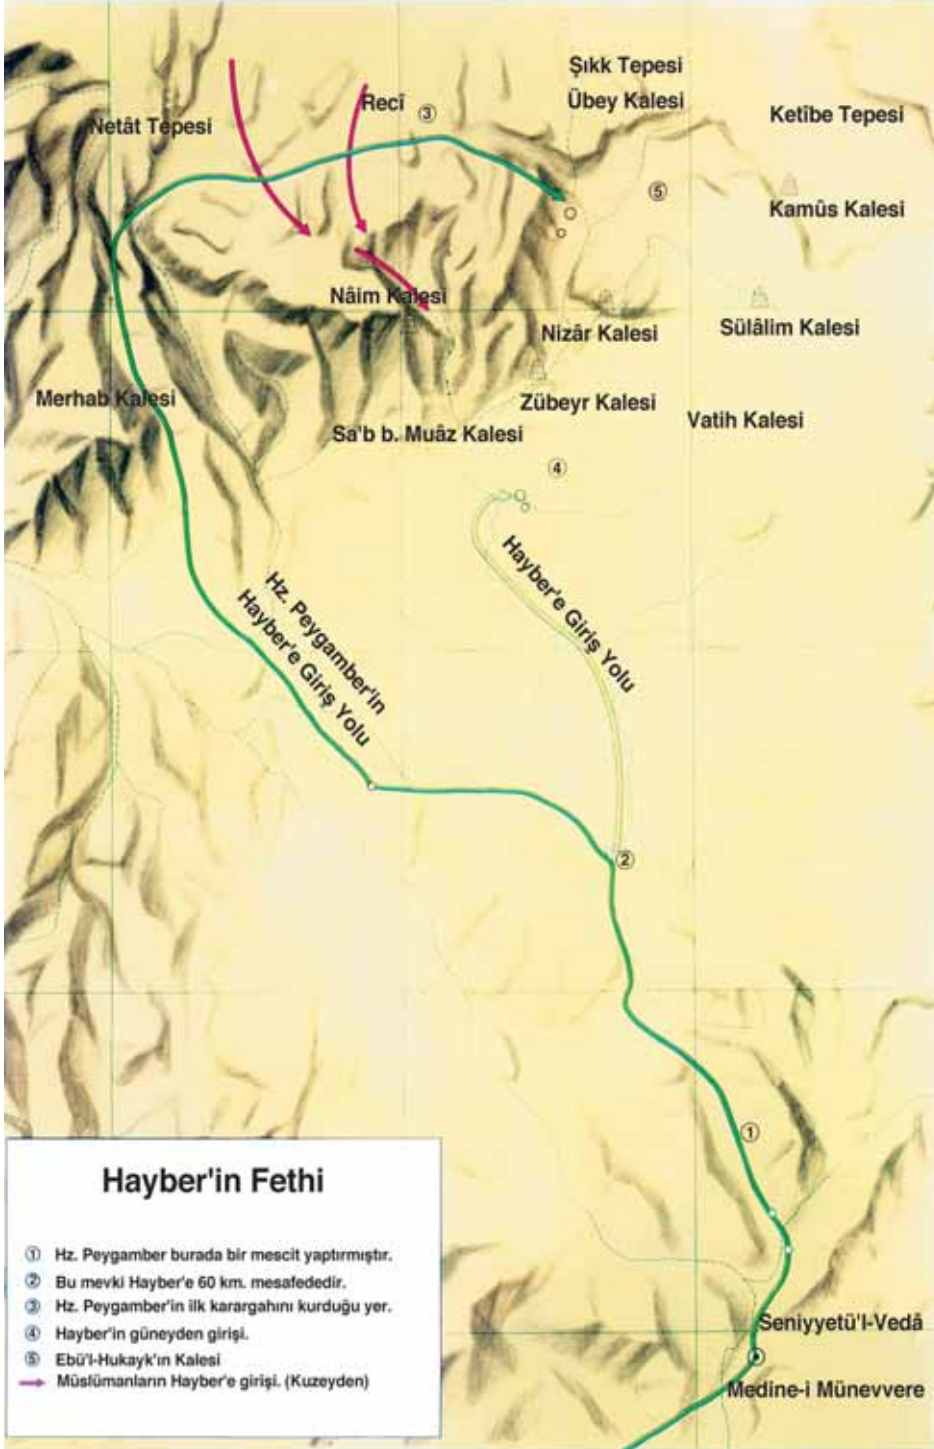 Şıkk Tepesi
Übey Kalesi
Recî
③
Ketîbe Tepesi
Netât Tepesi
⑤
Kamûs Kalesi
Nâim Kalesi
Nizâr Kalesi
Sülâlim Kalesi
Merhab Kalesi
Zübeyr Kalesi
Vatih Kalesi
Sa'b b. Muâz Kalesi
④
Hayber'e Giriş Yolu
Hz. Peygamber'in
Hayber'e Giriş Yolu
②
①
Seniyyetü'l-Vedâ
Medine-i Münevvere
Hayber'in Fethi
① Hz. Peygamber burada bir mescit yaptırmıştır.
② Bu mevki Hayber'e 60 km. mesafededir.
③ Hz. Peygamber'in ilk karargahını kurduğu yer.
④ Hayber'in güneyden girişi.
⑤ Ebü'l-Hukayk'ın Kalesi
Müslümanların Hayber'e girişi. (Kuzeyden)